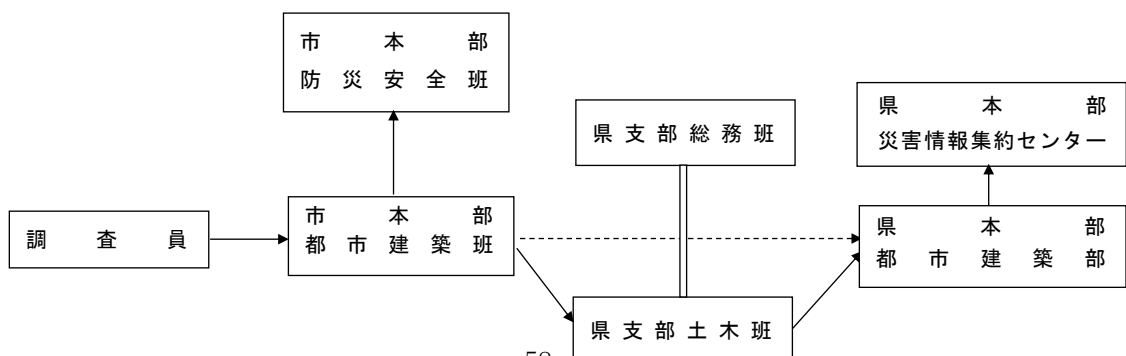 市本部
防災安全班
県支部総務班
県本部
災害情報集約センター
調査員
市本部
都市建築班
県本部
都市建築部
県支部土木班